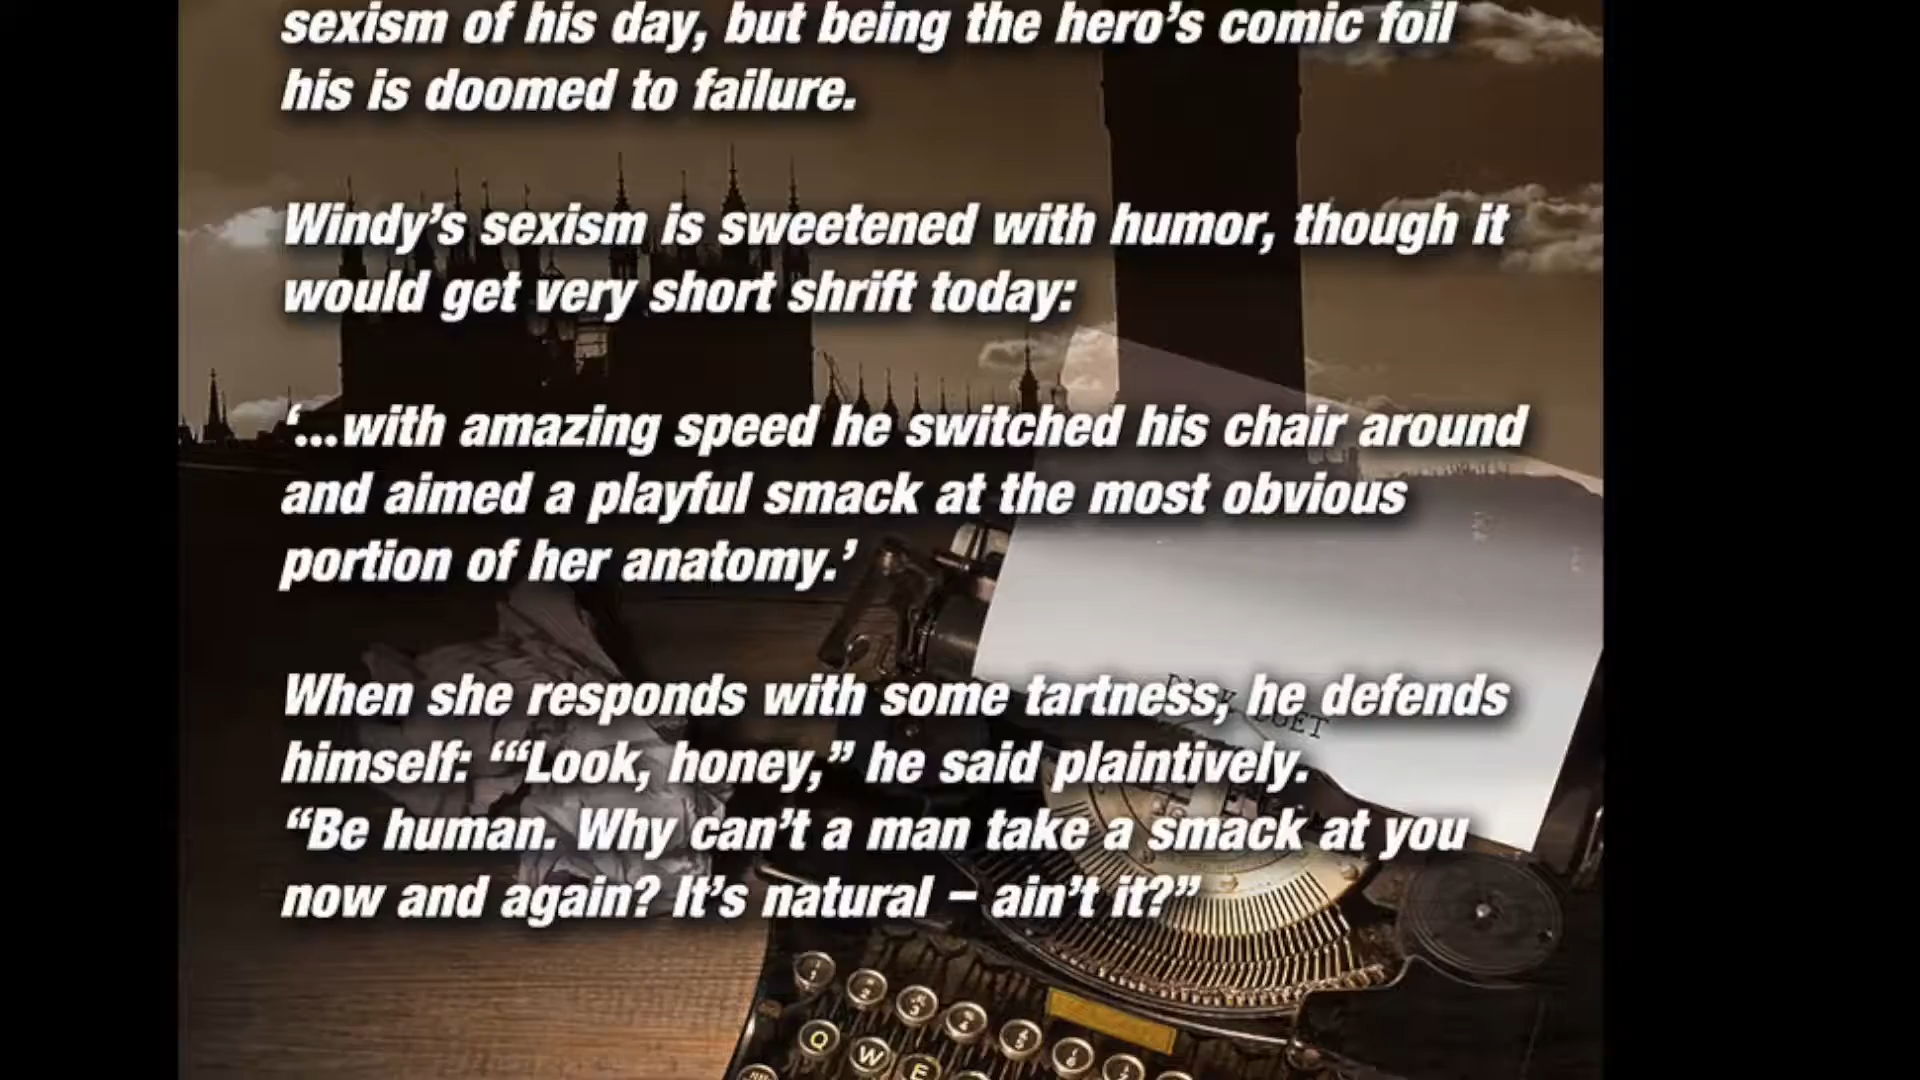 sexism of his day, but being the hero’s comic foil
his is doomed to failure.
Windy’s sexism is sweetened with humor, though it
would get very short shrift today:
‘...with amazing speed he switched his chair around
and aimed a playful smack at the most obvious
portion of her anatomy.’
When she responds with some tartness, he defends
himself: ‘“Look, honey,” he said plaintively.
“Be human. Why can’t a man take a smack at you
now and again? It’s natural – ain’t it?”
Q W E